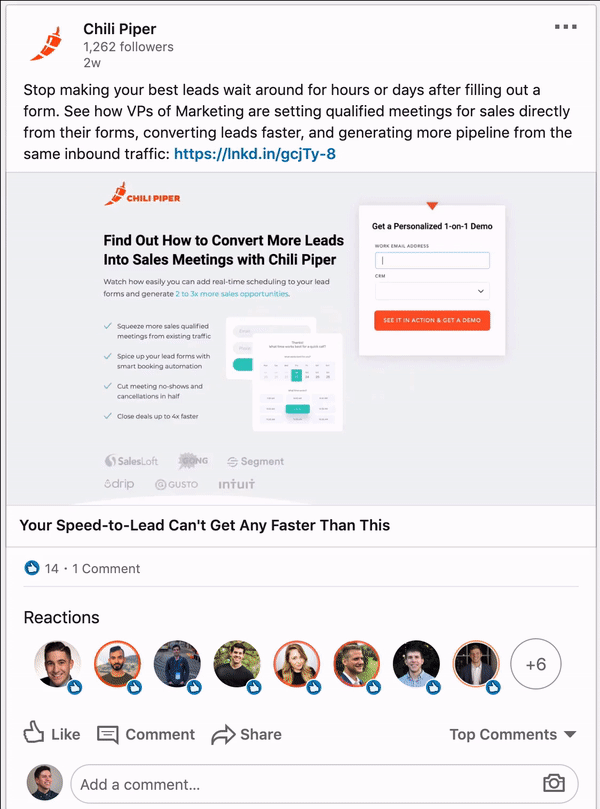 Chili Piper
1,262 followers
2w
Stop making your best leads wait around for hours or days after filling out a
form. See how VPs of Marketing are setting qualified meetings for sales directly
from their forms, converting leads faster, and generating more pipeline from the
same inbound traffic: https://lnkd.in/gcjTy-8
CHILI PIPER
Find Out How to Convert More Leads
Into Sales Meetings with Chili Piper
Watch how easily you can add real-time scheduling to your lead
forms and generate 2 to 3x more sales opportunities.
Squeeze more sales qualified
meetings from existing traffic
Spice up your lead forms with
smart booking automation
Cut meeting no-shows and
cancellations in half
Close deals up to 4x faster
SalesLoft GONG Segment
drip GUSTO INTUIT
Get a Personalized 1-on-1 Demo
WORK EMAIL ADDRESS
CRM
SEE IT IN ACTION & GET A DEMO
Your Speed-to-Lead Can't Get Any Faster Than This
14 · 1 Comment
Reactions
+6
Like Comment Share Top Comments
Add a comment...